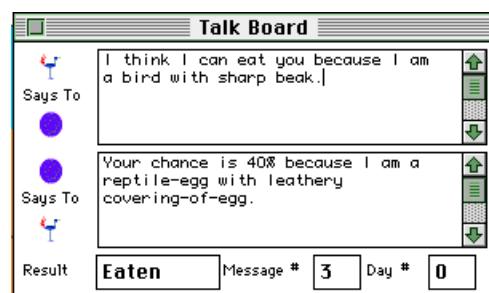 Talk Board
I think I can eat you because I am
a bird with sharp beak.
Says To
Your chance is 40% because I am a
reptile-egg with leathery
covering-of-egg.
Says To
Result Eaten Message # 3 Day # 0